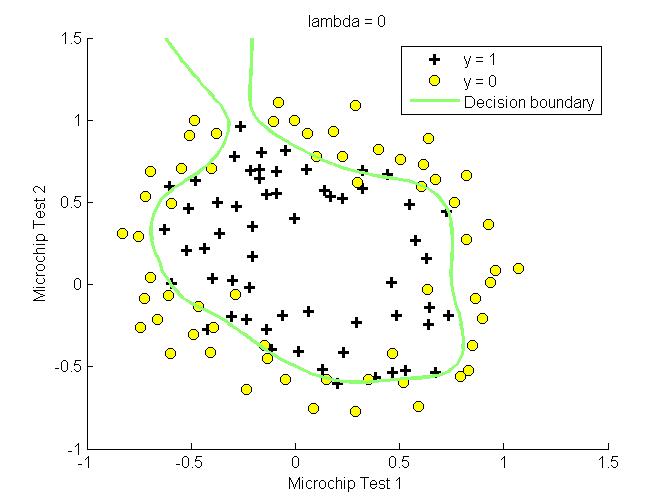 lambda = 0
1.5
y = 1
y = 0
Decision boundary
1
0.5
0
-0.5
-1
Microchip Test 2
-1
-0.5
0
0.5
1
1.5
Microchip Test 1